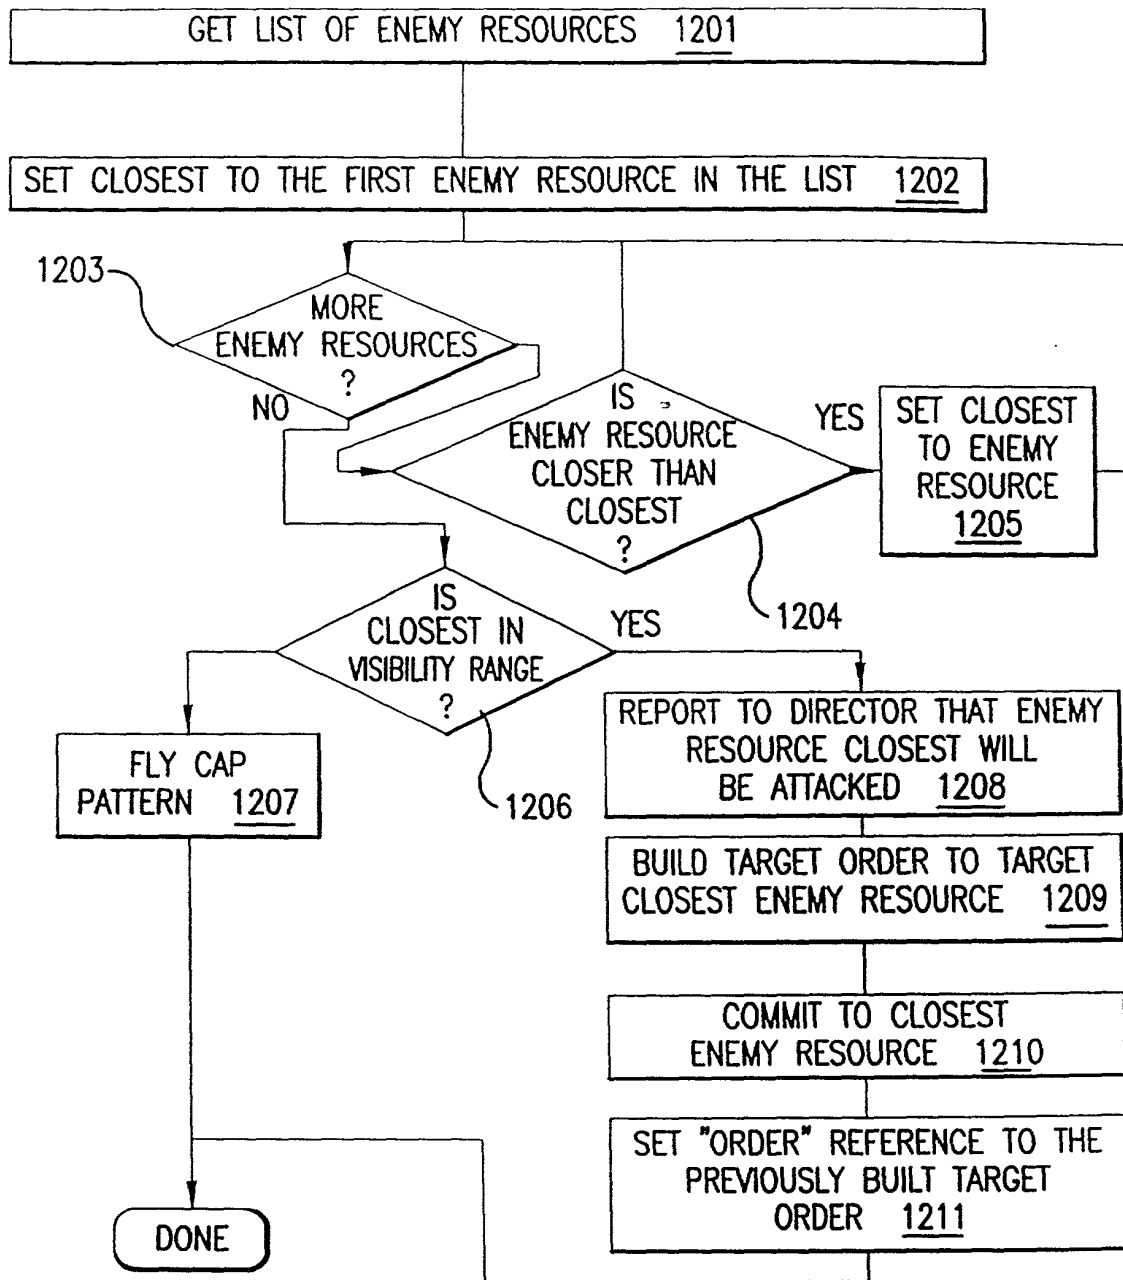 GET LIST OF ENEMY RESOURCES 1201
SET CLOSEST TO THE FIRST ENEMY RESOURCE IN THE LIST 1202
1203
MORE
ENEMY RESOURCES
?
NO
IS
ENEMY RESOURCE
CLOSER THAN
CLOSEST
?
1204
YES
SET CLOSEST
TO ENEMY
RESOURCE
1205
IS
CLOSEST IN
VISIBILITY RANGE
?
1206
YES
FLY CAP
PATTERN 1207
REPORT TO DIRECTOR THAT ENEMY
RESOURCE CLOSEST WILL
BE ATTACKED 1208
BUILD TARGET ORDER TO TARGET
CLOSEST ENEMY RESOURCE 1209
COMMIT TO CLOSEST
ENEMY RESOURCE 1210
SET "ORDER" REFERENCE TO THE
PREVIOUSLY BUILT TARGET
ORDER 1211
DONE